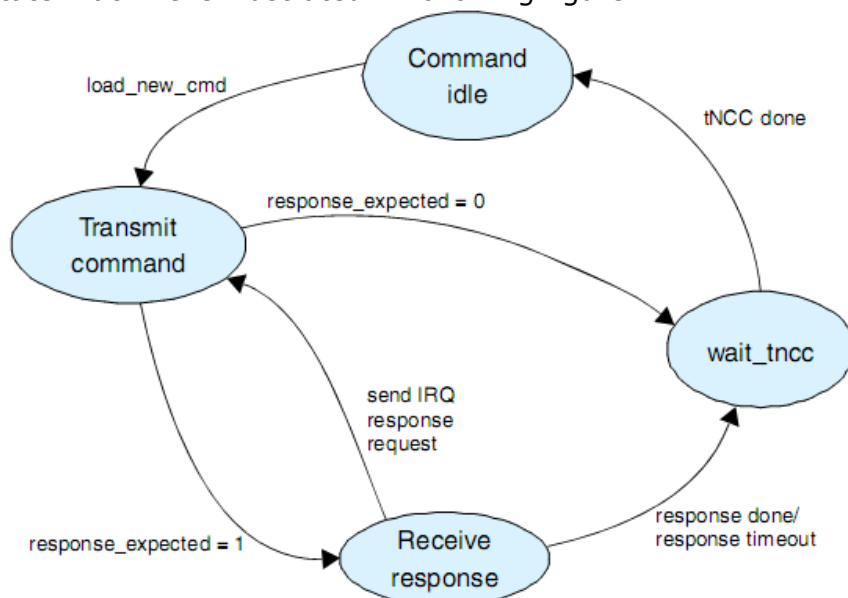 Command
idle
load_new_cmd
tNCC done
response_expected = 0
Transmit
command
wait_tncc
send IRQ
response
request
response done/
response timeout
response_expected = 1
Receive
response